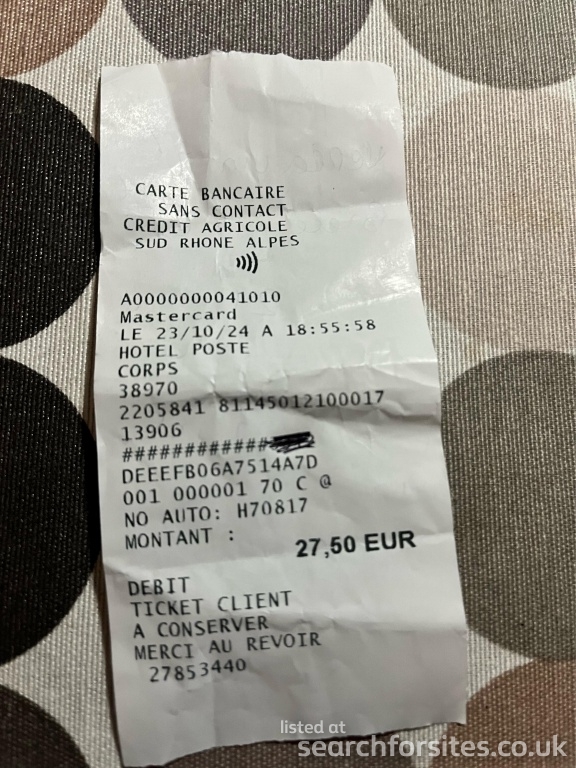 CARTE BANCAIRE
SANS CONTACT
CREDIT AGRICOLE
SUD RHONE ALPES
A0000000041010
Mastercard
LE 23/10/24 A 18:55:58
HOTEL POSTE
CORPS
38970
2205841 81145012100017
13906
############
DEEEFB06A7514A7D
001 000001 70 C @
NO AUTO: H70817
MONTANT :
27,50 EUR
DEBIT
TICKET CLIENT
A CONSERVER
MERCI AU REVOIR
27853440
listed at
searchforsites.co.uk